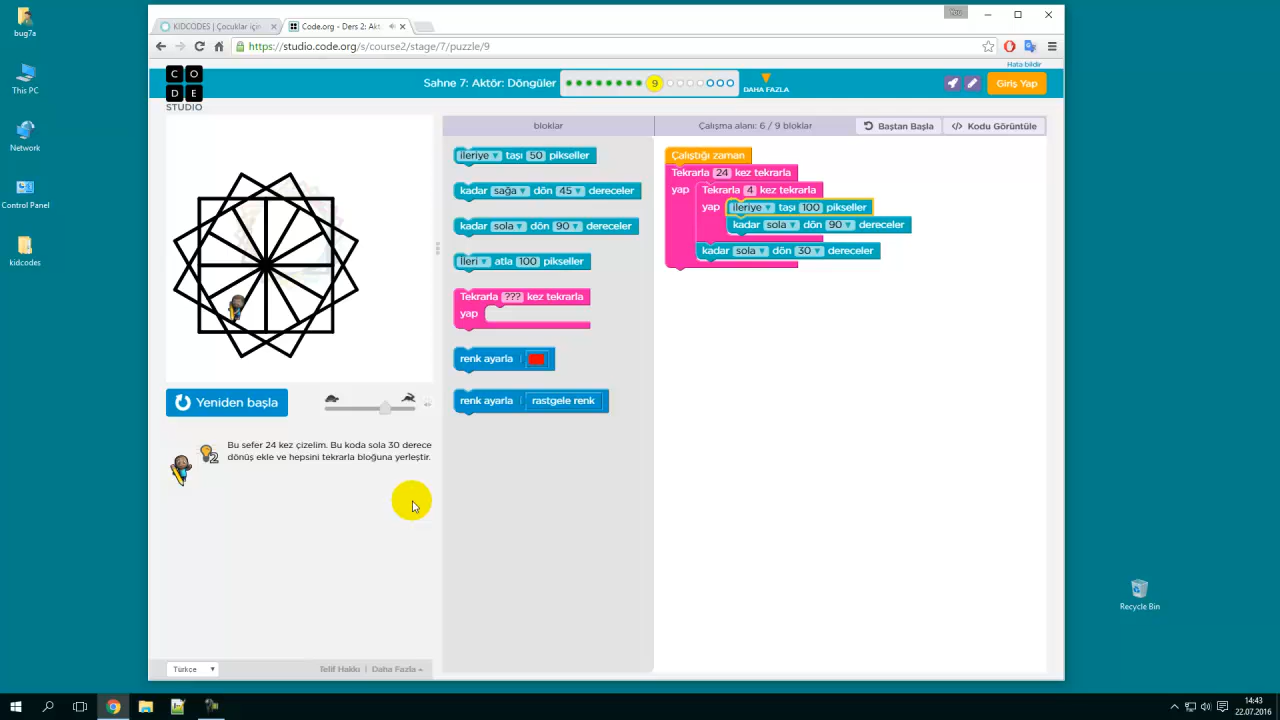 bug7a
This PC
Network
Control Panel
kidcodes
Recycle Bin
KIDCODES | Çocuklar için
Code.org - Ders 2: Akt
You
https://studio.code.org/s/course2/stage/7/puzzle/9
Hata bildir
C O D E
STUDIO
Sahne 7: Aktör: Döngüler
9
DAHA FAZLA
Giriş Yap
bloklar
Çalışma alanı: 6 / 9 bloklar
Baştan Başla
Kodu Görüntüle
ileriye taşı 50 pikseller
kadar sağa dön 45 dereceler
kadar sola dön 90 dereceler
İleri atla 100 pikseller
Tekrarla ??? kez tekrarla
yap
renk ayarla
renk ayarla rastgele renk
Çalıştığı zaman
Tekrarla 24 kez tekrarla
yap Tekrarla 4 kez tekrarla
yap ileriye taşı 100 pikseller
kadar sola dön 90 dereceler
kadar sola dön 30 dereceler
Yeniden başla
2
Bu sefer 24 kez çizelim. Bu koda sola 30 derece
dönüş ekle ve hepsini tekrarla bloğuna yerleştir.
Türkçe
Telif Hakkı | Daha Fazla
14:43
22.07.2016